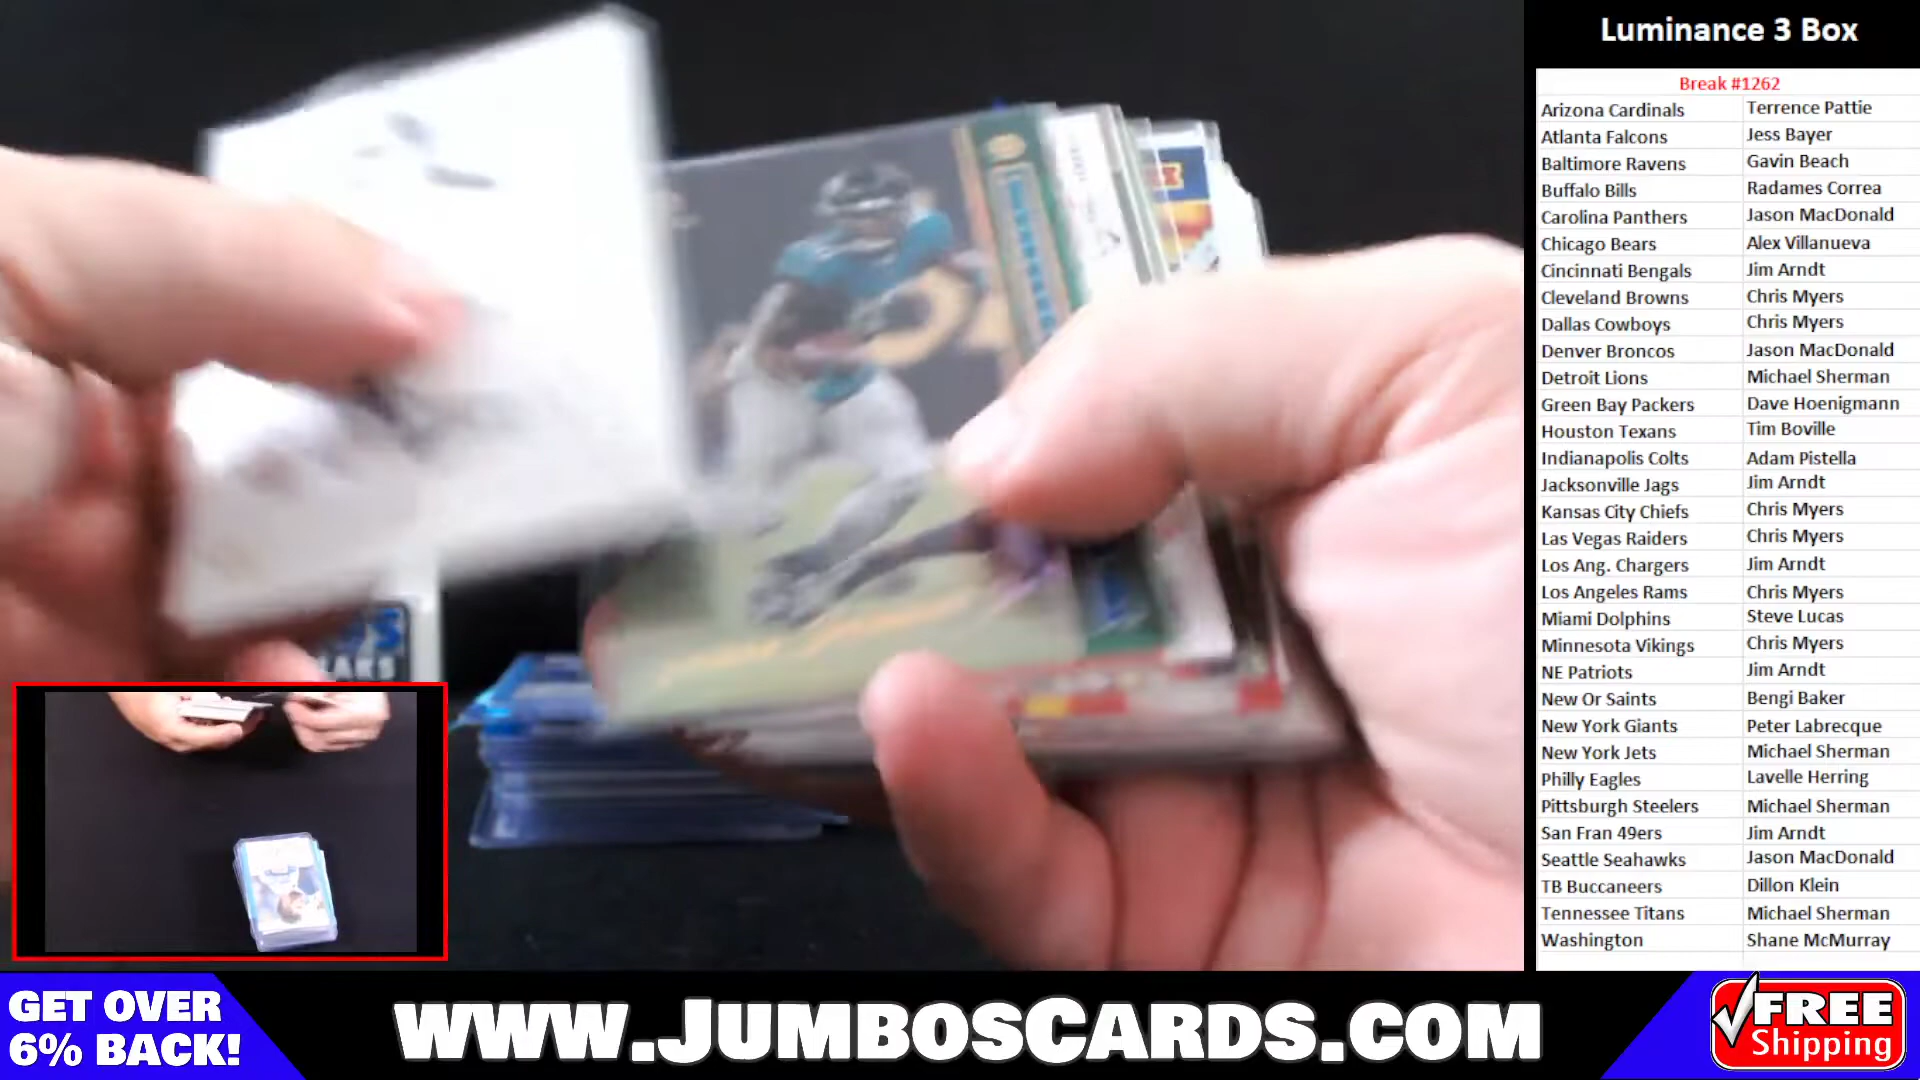 Luminance 3 Box
Break #1262
Arizona Cardinals Terrence Pattie
Atlanta Falcons Jess Bayer
Baltimore Ravens Gavin Beach
Buffalo Bills Radames Correa
Carolina Panthers Jason MacDonald
Chicago Bears Alex Villanueva
Cincinnati Bengals Jim Arndt
Cleveland Browns Chris Myers
Dallas Cowboys Chris Myers
Denver Broncos Jason MacDonald
Detroit Lions Michael Sherman
Green Bay Packers Dave Hoenigmann
Houston Texans Tim Boville
Indianapolis Colts Adam Pistella
Jacksonville Jags Jim Arndt
Kansas City Chiefs Chris Myers
Las Vegas Raiders Chris Myers
Los Ang. Chargers Jim Arndt
Los Angeles Rams Chris Myers
Miami Dolphins Steve Lucas
Minnesota Vikings Chris Myers
NE Patriots Jim Arndt
New Or Saints Bengi Baker
New York Giants Peter Labrecque
New York Jets Michael Sherman
Philly Eagles Lavelle Herring
Pittsburgh Steelers Michael Sherman
San Fran 49ers Jim Arndt
Seattle Seahawks Jason MacDonald
TB Buccaneers Dillon Klein
Tennessee Titans Michael Sherman
Washington Shane McMurray
GET OVER
6% BACK!
WWW.JUMBOSCARDS.COM
FREE
Shipping